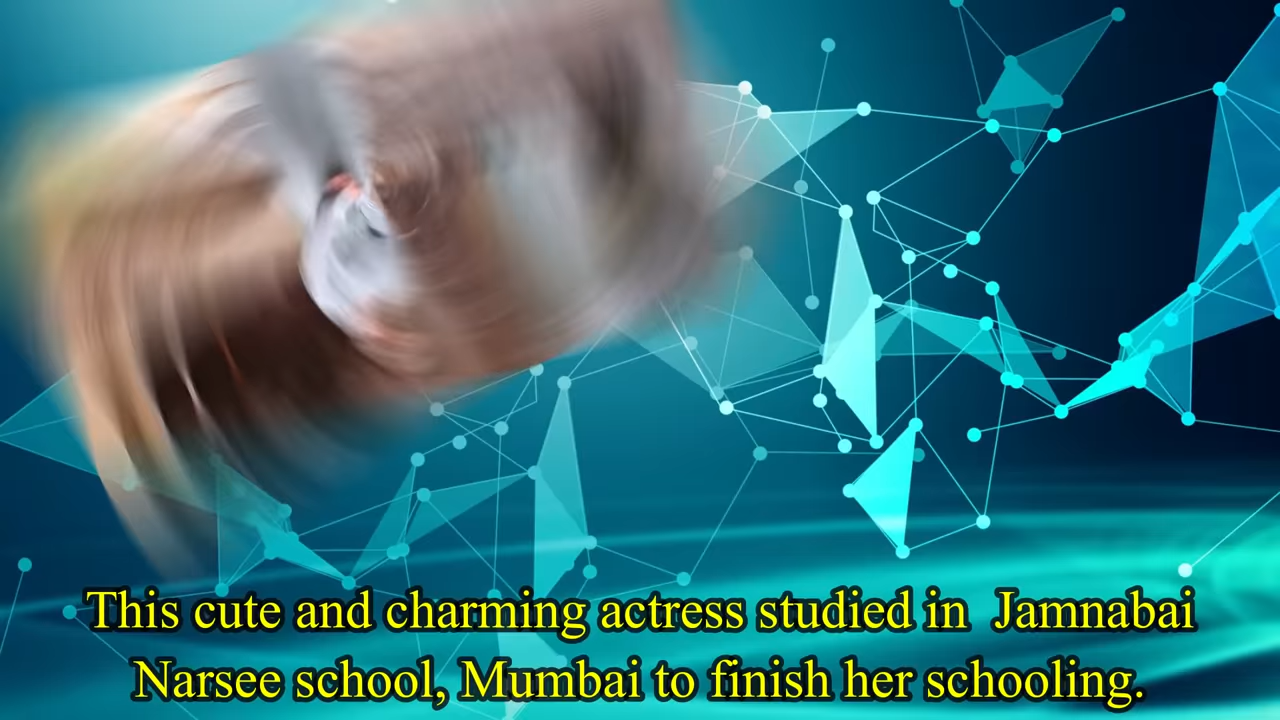 This cute and charming actress studied in  Jamnabai
Narsee school, Mumbai to finish her schooling.